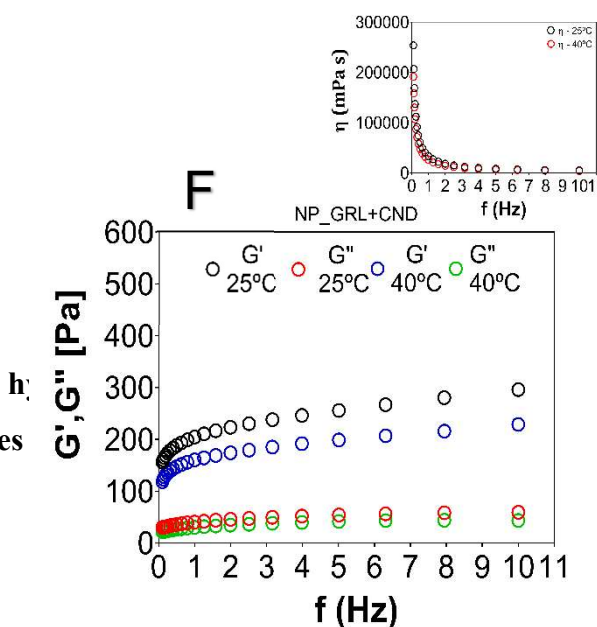 300000
200000
100000
0
η (mPa s)
η - 25ºC
η - 40ºC
0 1 2 3 4 5 6 7 8 9 101
f (Hz)
F
NP_GRL+CND
600
500
400
300
200
100
0
G',G" [Pa]
G' G" G' G"
25ºC 25ºC 40ºC 40ºC
0 1 2 3 4 5 6 7 8 9 10 11
f (Hz)
es